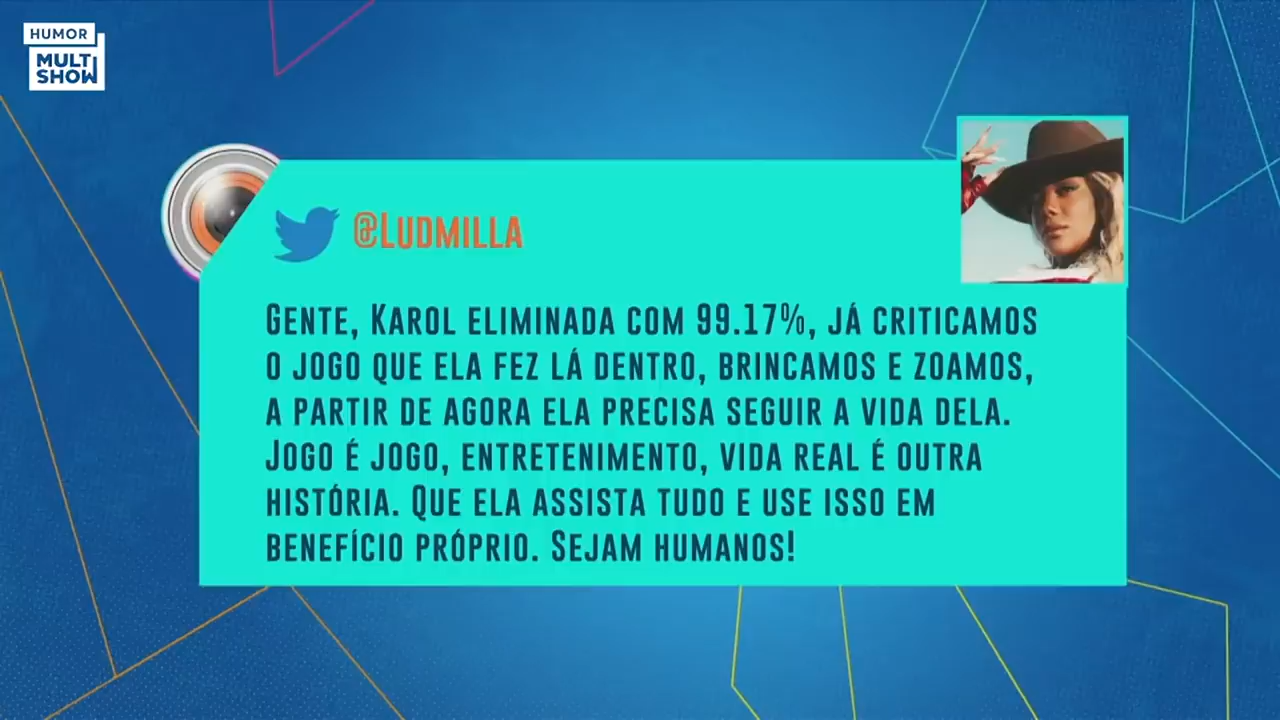 HUMOR
MULTI
SHOW
@LUDMILLA
GENTE, KAROL ELIMINADA COM 99.17%, JÁ CRITICAMOS
O JOGO QUE ELA FEZ LÁ DENTRO, BRINCAMOS E ZOAMOS,
A PARTIR DE AGORA ELA PRECISA SEGUIR A VIDA DELA.
JOGO É JOGO, ENTRETENIMENTO, VIDA REAL É OUTRA
HISTÓRIA. QUE ELA ASSISTA TUDO E USE ISSO EM
BENEFÍCIO PRÓPRIO. SEJAM HUMANOS!